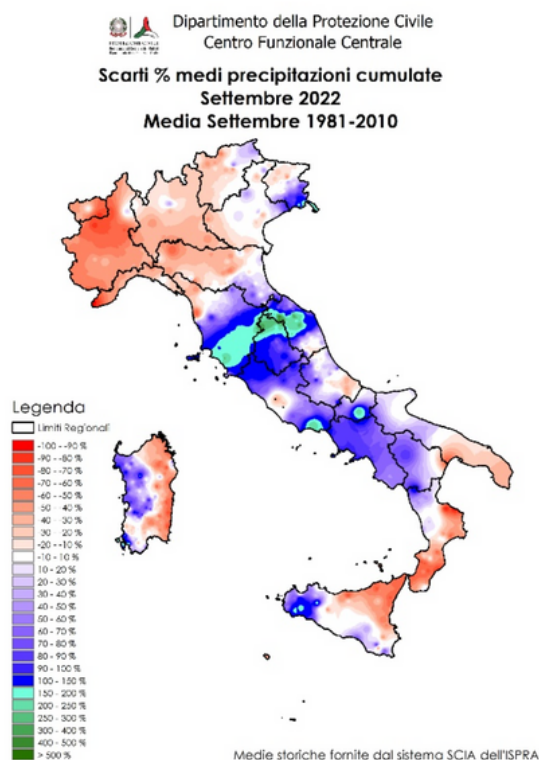 Dipartimento della Protezione Civile
Centro Funzionale Centrale
Scarti % medi precipitazioni cumulate
Settembre 2022
Media Settembre 1981-2010
Legenda
Limiti Regionali
-100 - -90 %
-90 - -80 %
-80 - -70 %
-70 - -60 %
-60 - -50 %
-50 - -40 %
-40 - -30 %
-30 - -20 %
-20 - -10 %
-10 - 10 %
10 - 20 %
20 - 30 %
30 - 40 %
40 - 50 %
50 - 60 %
60 - 70 %
70 - 80 %
80 - 90 %
90 - 100 %
100 - 150 %
150 - 200 %
200 - 250 %
250 - 300 %
300 - 400 %
400 - 500 %
> 500 %
Medie storiche fornite dal sistema SCIA dell'ISPRA